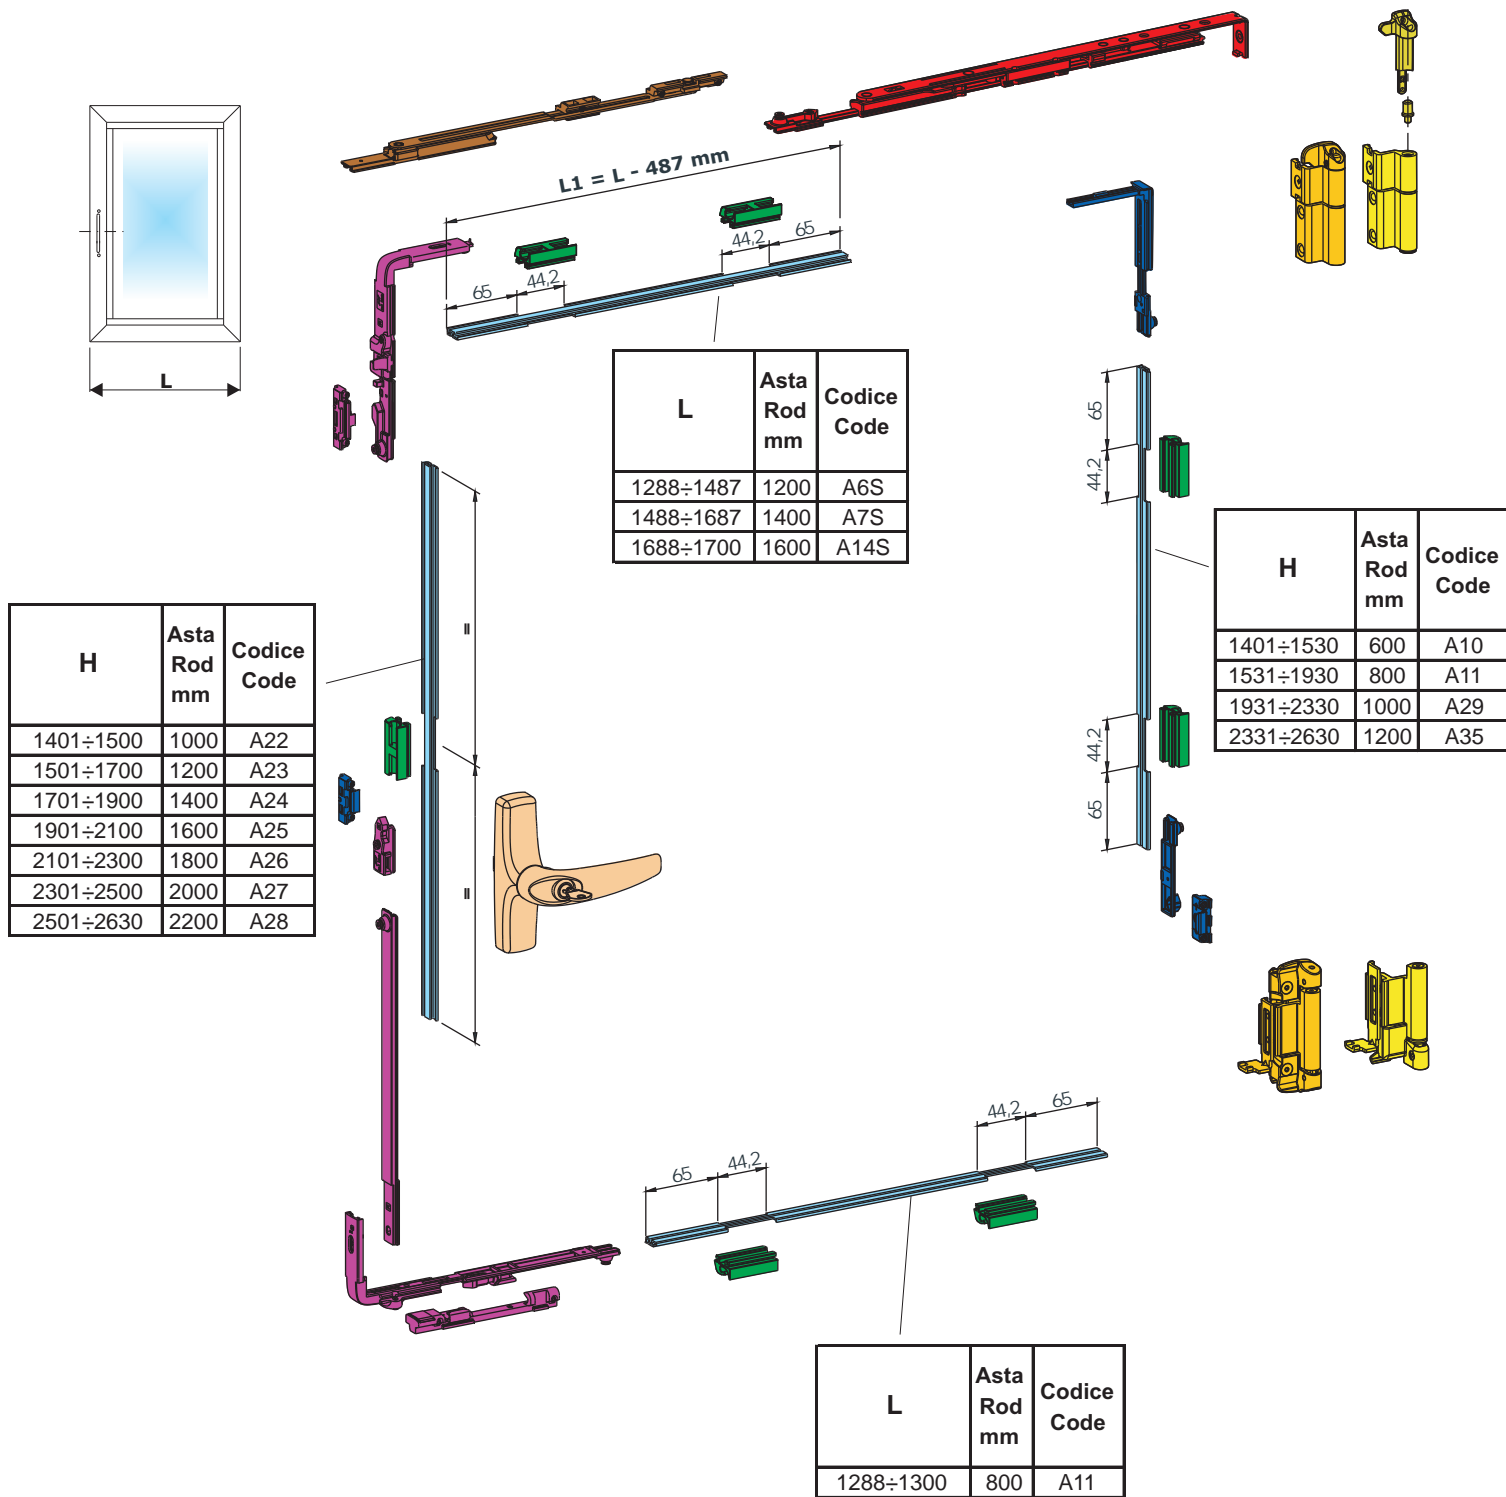 L1 = L - 487 mm
65
44,2
44,2
65
L
L
Asta Rod mm
Codice Code
1288÷1487 1200 A6S
1488÷1687 1400 A7S
1688÷1700 1600 A14S
65
44,2
44,2
65
H
Asta Rod mm
Codice Code
1401÷1530 600 A10
1531÷1930 800 A11
1931÷2330 1000 A29
2331÷2630 1200 A35
H
Asta Rod mm
Codice Code
1401÷1500 1000 A22
1501÷1700 1200 A23
1701÷1900 1400 A24
1901÷2100 1600 A25
2101÷2300 1800 A26
2301÷2500 2000 A27
2501÷2630 2200 A28
=
=
65
44,2
44,2
65
L
Asta Rod mm
Codice Code
1288÷1300 800 A11